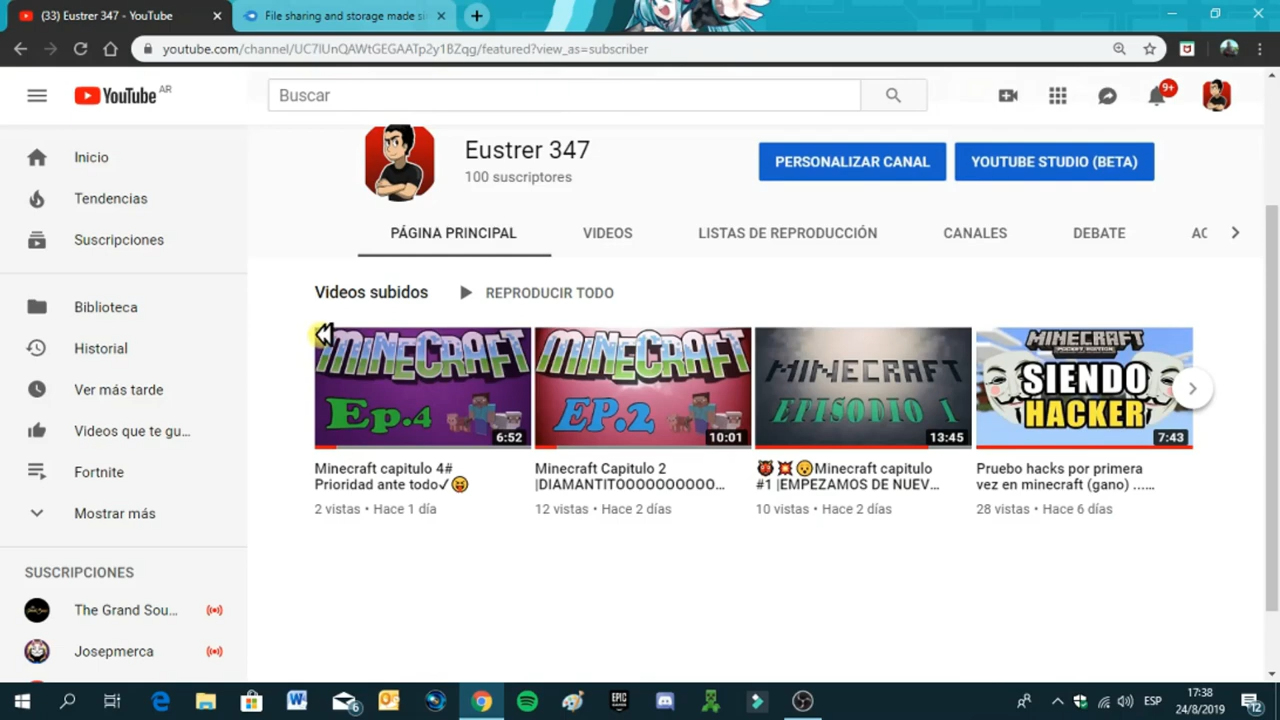 (33) Eustrer 347 - YouTube
File sharing and storage made si
youtube.com/channel/UC7lUnQAWtGEGAATp2y1BZqg/featured?view_as=subscriber
YouTube AR
Buscar
9+
Eustrer 347
100 suscriptores
PERSONALIZAR CANAL
YOUTUBE STUDIO (BETA)
PÁGINA PRINCIPAL
VIDEOS
LISTAS DE REPRODUCCIÓN
CANALES
DEBATE
AC
Inicio
Tendencias
Suscripciones
Biblioteca
Historial
Ver más tarde
Videos que te gu...
Fortnite
Mostrar más
SUSCRIPCIONES
The Grand Sou...
Josepmerca
Videos subidos
REPRODUCIR TODO
MINECRAFT
Ep.4
6:52
Minecraft capitulo 4#
Prioridad ante todo✓😝
2 vistas • Hace 1 día
MINECRAFT
EP.2
10:01
Minecraft Capitulo 2
|DIAMANTITOOOOOOOOOO...
12 vistas • Hace 2 días
MINECRAFT
EPISODIO 1
13:45
👹💥😯Minecraft capitulo
#1 |EMPEZAMOS DE NUEV...
10 vistas • Hace 2 días
MINECRAFT
POCKET EDITION
SIENDO
HACKER
7:43
Pruebo hacks por primera
vez en minecraft (gano) ......
28 vistas • Hace 6 días
6
EPIC
GAMES
ESP
17:38
24/8/2019
12